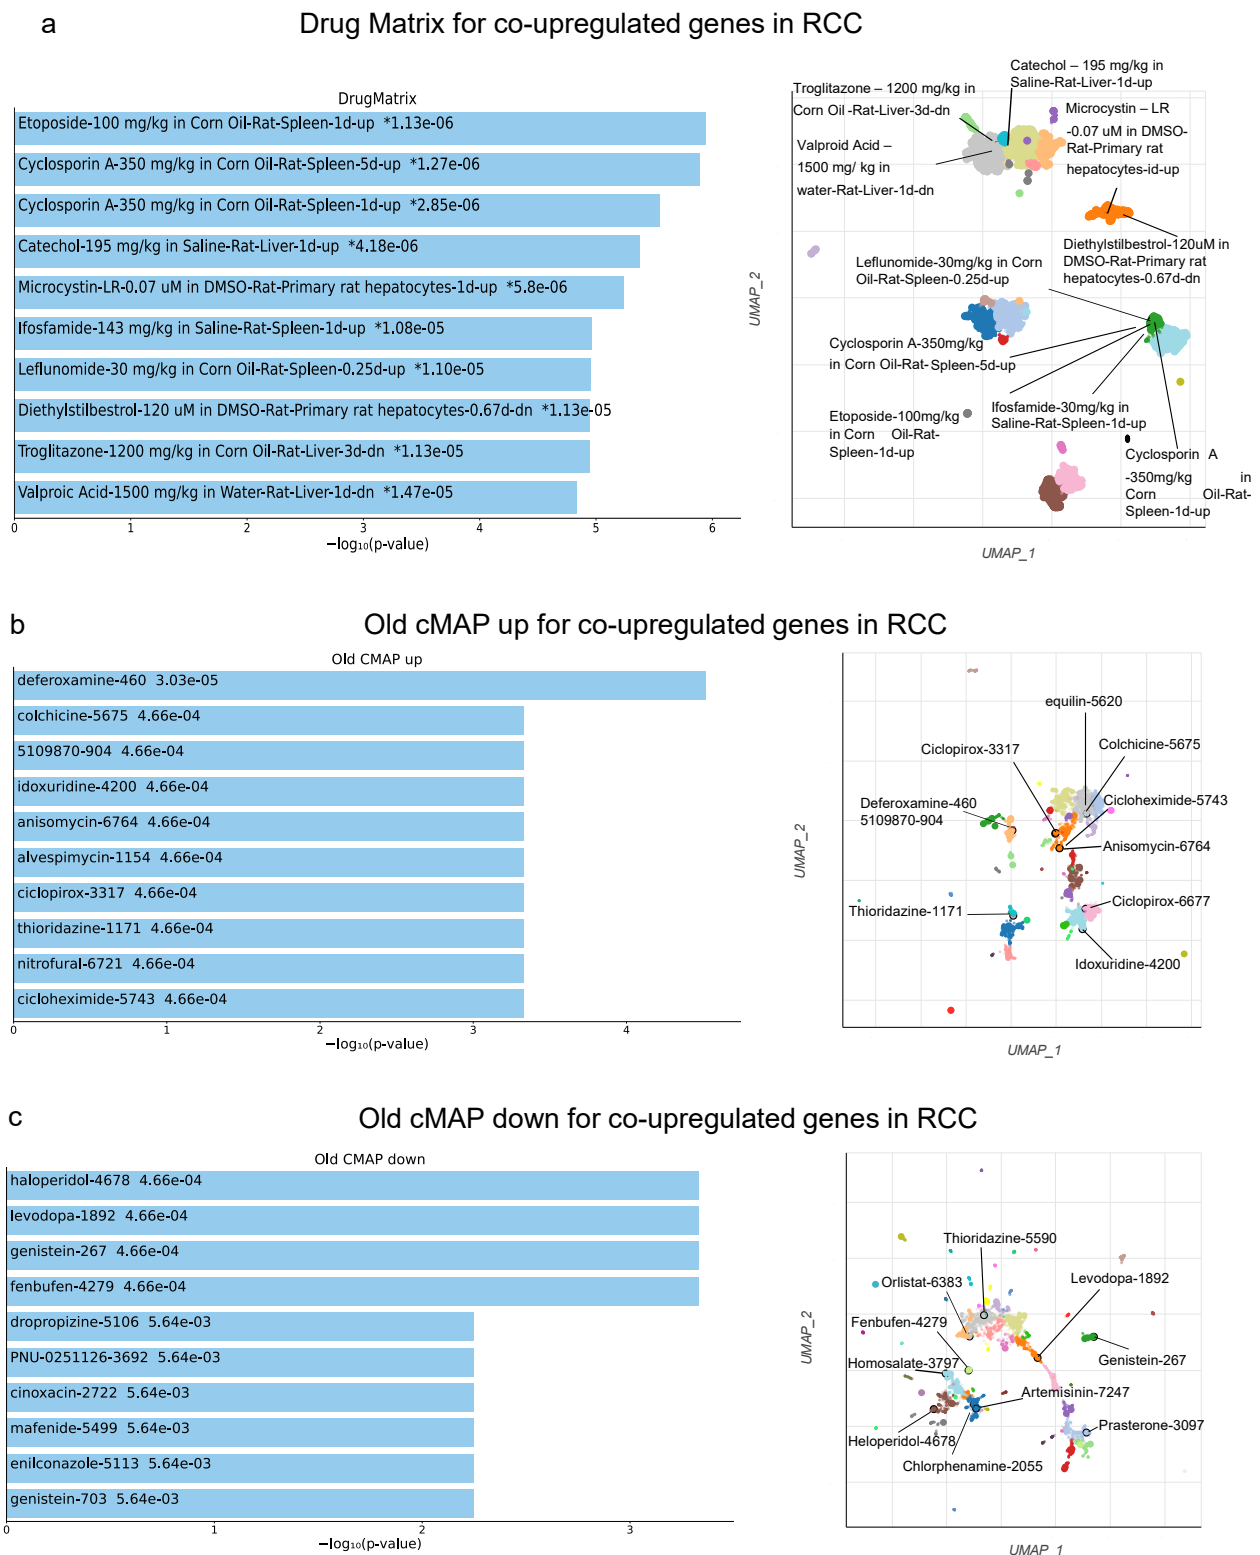 a
Drug Matrix for co-upregulated genes in RCC
DrugMatrix
Etoposide-100 mg/kg in Corn Oil-Rat-Spleen-1d-up *1.13e-06
Cyclosporin A-350 mg/kg in Corn Oil-Rat-Spleen-5d-up *1.27e-06
Cyclosporin A-350 mg/kg in Corn Oil-Rat-Spleen-1d-up *2.85e-06
Catechol-195 mg/kg in Saline-Rat-Liver-1d-up *4.18e-06
Microcystin-LR-0.07 uM in DMSO-Rat-Primary rat hepatocytes-1d-up *5.8e-06
Ifosfamide-143 mg/kg in Saline-Rat-Spleen-1d-up *1.08e-05
Leflunomide-30 mg/kg in Corn Oil-Rat-Spleen-0.25d-up *1.10e-05
Diethylstilbestrol-120 uM in DMSO-Rat-Primary rat hepatocytes-0.67d-dn *1.13e-05
Troglitazone-1200 mg/kg in Corn Oil-Rat-Liver-3d-dn *1.13e-05
Valproic Acid-1500 mg/kg in Water-Rat-Liver-1d-dn *1.47e-05
0 1 2 3 4 5 6
−log₁₀(p-value)
Catechol – 195 mg/kg in
Saline-Rat-Liver-1d-up
Troglitazone – 1200 mg/kg in
Corn Oil -Rat-Liver-3d-dn
Microcystin – LR
-0.07 uM in DMSO-
Rat-Primary rat
hepatocytes-id-up
Valproid Acid –
1500 mg/ kg in
water-Rat-Liver-1d-dn
Diethylstilbestrol-120uM in
DMSO-Rat-Primary rat
hepatocytes-0.67d-dn
Leflunomide-30mg/kg in Corn
Oil-Rat-Spleen-0.25d-up
Cyclosporin A-350mg/kg
in Corn Oil-Rat-Spleen-5d-up
Etoposide-100mg/kg
in Corn Oil-Rat-
Spleen-1d-up
Ifosfamide-30mg/kg in
Saline-Rat-Spleen-1d-up
Cyclosporin A
-350mg/kg in
Corn Oil-Rat-
Spleen-1d-up
UMAP_2
UMAP_1
b
Old cMAP up for co-upregulated genes in RCC
Old CMAP up
deferoxamine-460 3.03e-05
colchicine-5675 4.66e-04
5109870-904 4.66e-04
idoxuridine-4200 4.66e-04
anisomycin-6764 4.66e-04
alvespimycin-1154 4.66e-04
ciclopirox-3317 4.66e-04
thioridazine-1171 4.66e-04
nitrofural-6721 4.66e-04
cicloheximide-5743 4.66e-04
0 1 2 3 4
−log₁₀(p-value)
equilin-5620
Ciclopirox-3317
Colchicine-5675
Deferoxamine-460
5109870-904
Cicloheximide-5743
Anisomycin-6764
Thioridazine-1171
Ciclopirox-6677
Idoxuridine-4200
UMAP_2
UMAP_1
c
Old cMAP down for co-upregulated genes in RCC
Old CMAP down
haloperidol-4678 4.66e-04
levodopa-1892 4.66e-04
genistein-267 4.66e-04
fenbufen-4279 4.66e-04
dropropizine-5106 5.64e-03
PNU-0251126-3692 5.64e-03
cinoxacin-2722 5.64e-03
mafenide-5499 5.64e-03
enilconazole-5113 5.64e-03
genistein-703 5.64e-03
0 1 2 3
−log₁₀(p-value)
Thioridazine-5590
Orlistat-6383
Levodopa-1892
Fenbufen-4279
Genistein-267
Homosalate-3797
Artemisinin-7247
Heloperidol-4678
Prasterone-3097
Chlorphenamine-2055
UMAP_2
UMAP_1